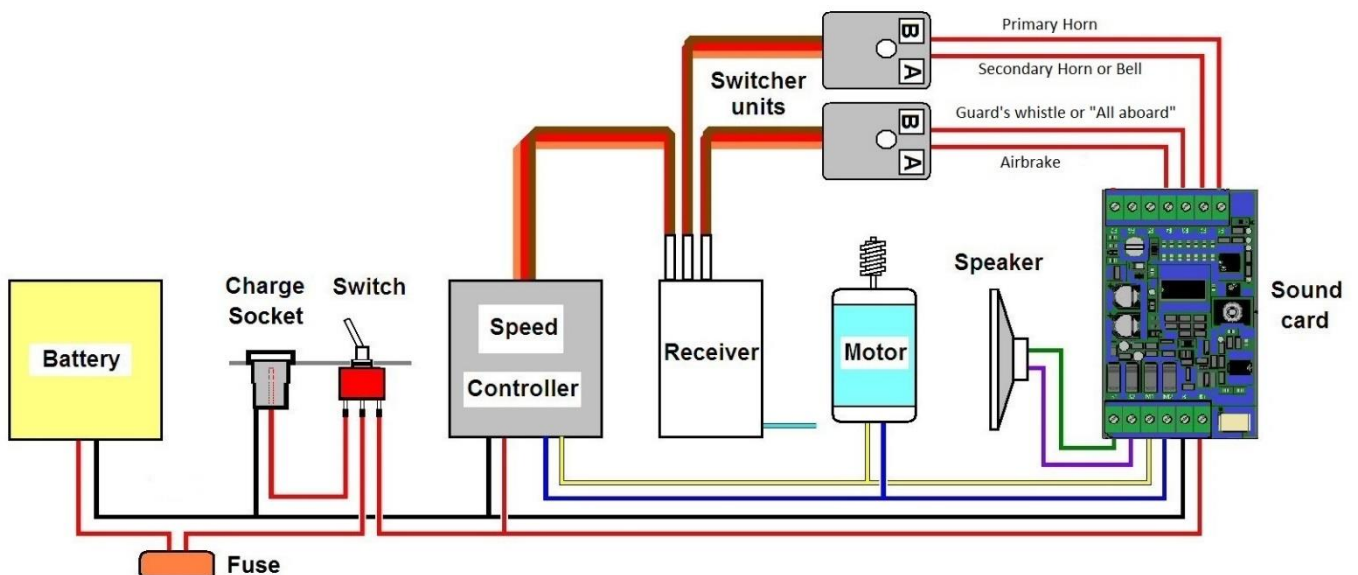 Primary Horn
B
A
Secondary Horn or Bell
Switcher
units
Guard's whistle or "All aboard"
B
A
Airbrake
Charge
Socket
Switch
Speaker
Sound
card
Battery
Speed
Controller
Receiver
Motor
Fuse